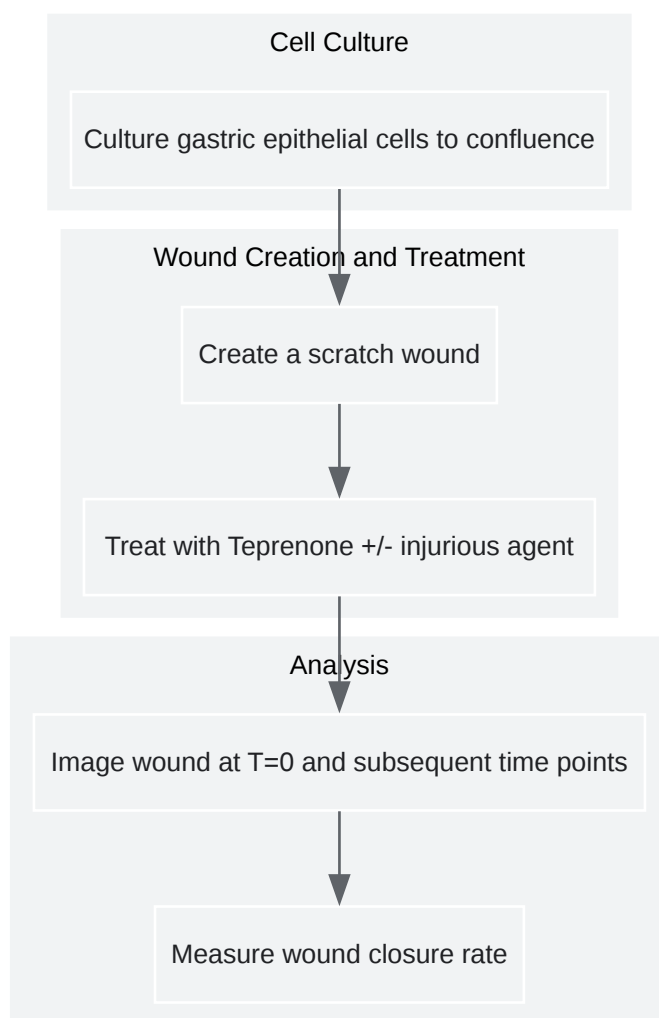 Cell Culture
Culture gastric epithelial cells to confluence
Wound Creation and Treatment
Create a scratch wound
Treat with Teprenone +/- injurious agent
Analysis
Image wound at T=0 and subsequent time points
Measure wound closure rate